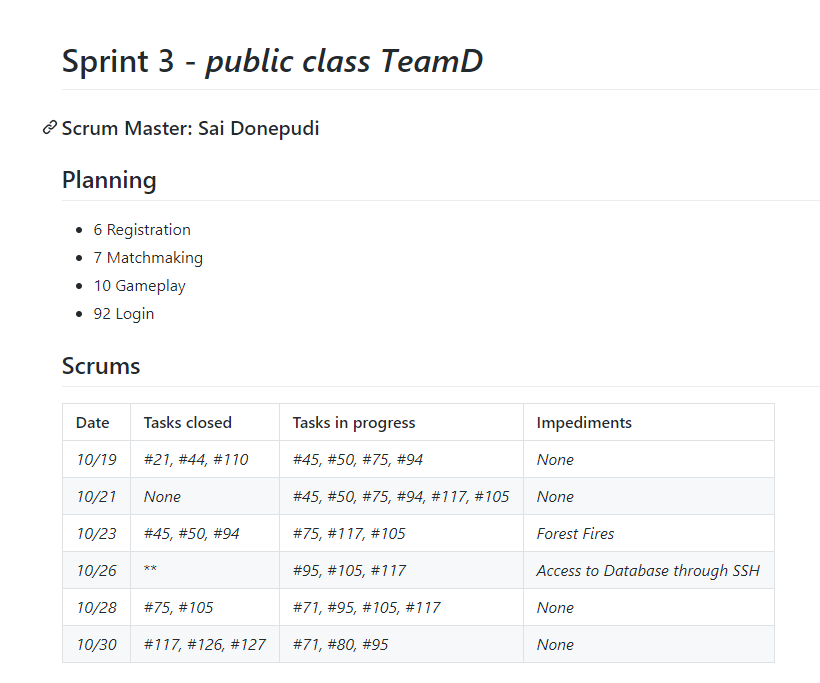 Sprint 3 - public class TeamD
Scrum Master: Sai Donepudi
Planning
6 Registration
7 Matchmaking
10 Gameplay
92 Login
Scrums
Date Tasks closed Tasks in progress Impediments
10/19 #21, #44, #110 #45, #50, #75, #94 None
10/21 None #45, #50, #75, #94, #117, #105 None
10/23 #45, #50, #94 #75, #117, #105 Forest Fires
10/26 ** #95, #105, #117 Access to Database through SSH
10/28 #75, #105 #71, #95, #105, #117 None
10/30 #117, #126, #127 #71, #80, #95 None